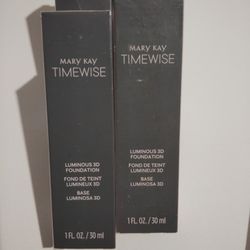 MARY KAY
TIMEWISE
LUMINOUS 3D
FOUNDATION
FOND DE TEINT
LUMINEUX 3D
BASE
LUMINOSA 3D
1 FL. OZ. / 30 ml
MARY KAY
TIMEWISE
LUMINOUS 3D
FOUNDATION
FOND DE TEINT
LUMINEUX 3D
BASE
LUMINOSA 3D
1 FL. OZ. / 30 ml